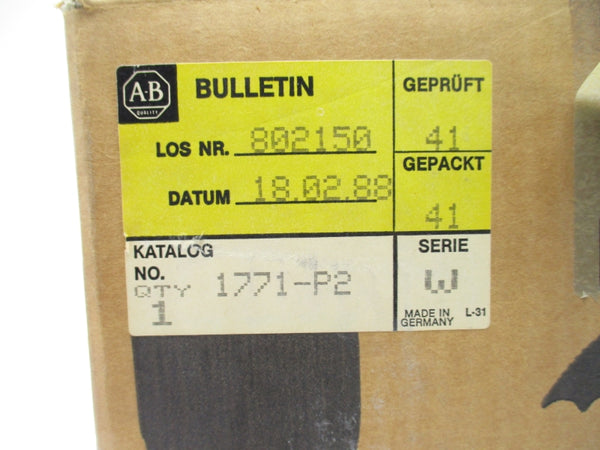 A·B
QUALITY
BULLETIN
LOS NR. 802150
DATUM 18.02.88
GEPRÜFT
41
GEPACKT
41
KATALOG
NO. 1771-P2
QTY
1
SERIE
W
MADE IN
GERMANY L-31